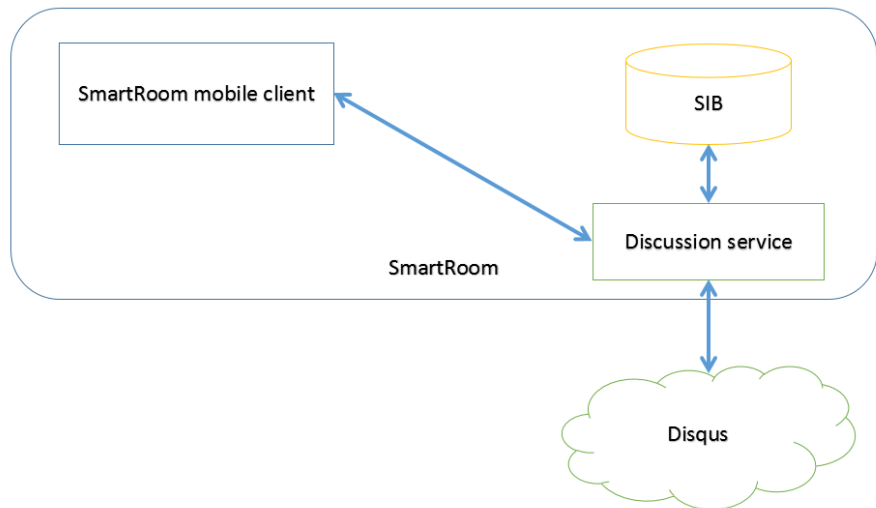 SmartRoom mobile client
SIB
Discussion service
SmartRoom
Disqus